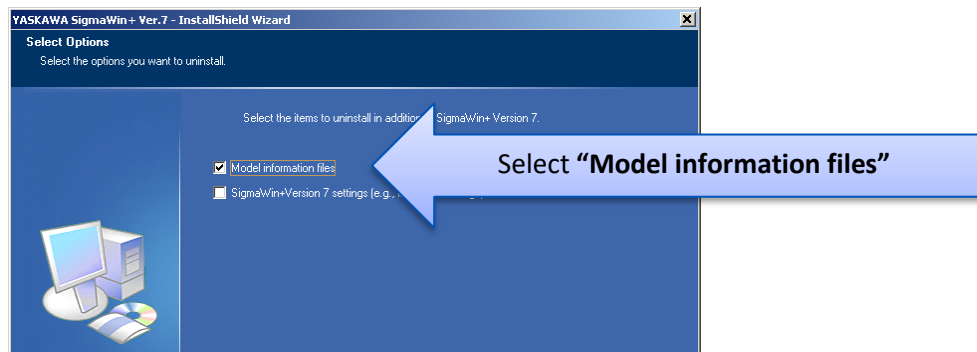 YASKAWA SigmaWin+ Ver.7 - InstallShield Wizard
Select Options
Select the options you want to uninstall.
Select the items to uninstall in addition SigmaWin+ Version 7.
Model information files
SigmaWin+Version 7 settings (e.g.,
Select “Model information files”